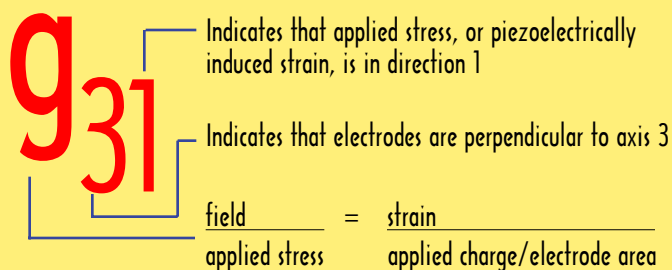 g31
Indicates that applied stress, or piezoelectrically
induced strain, is in direction 1
Indicates that electrodes are perpendicular to axis 3
field = strain
applied stress applied charge/electrode area